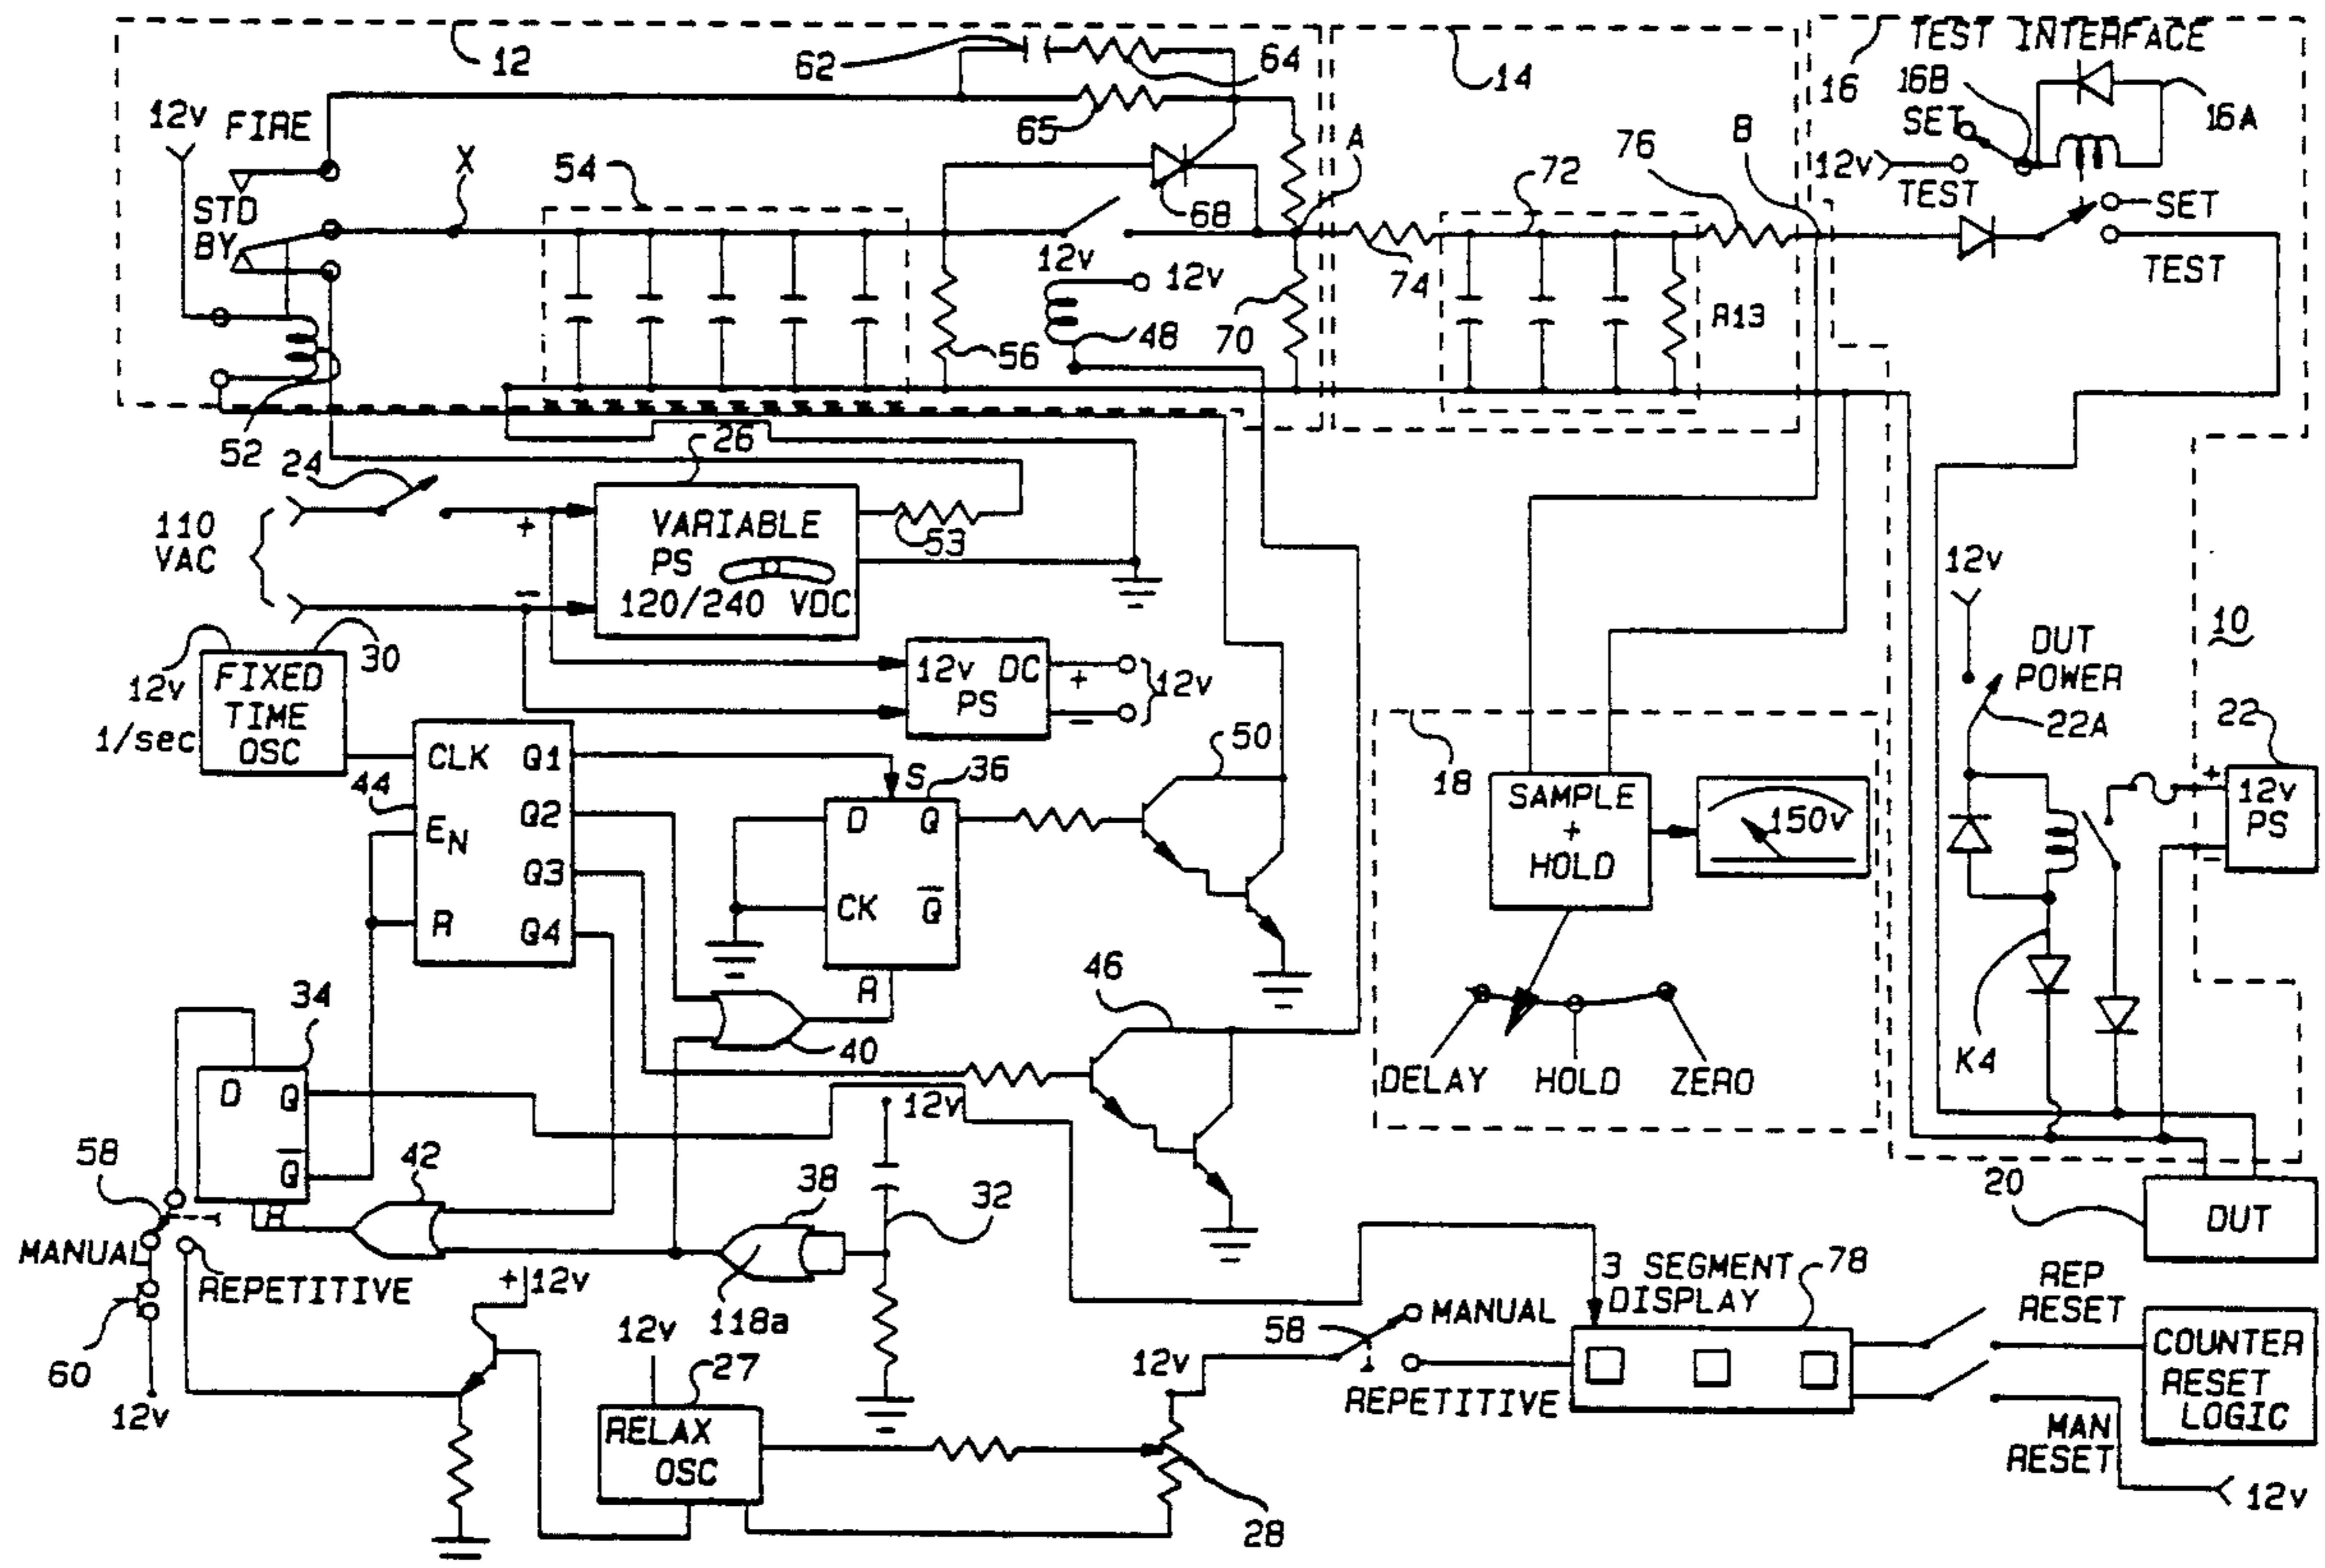 12
62
64
14
16
TEST INTERFACE
16B
16A
12v
FIRE
65
A
B
SET
X
54
76
72
12v
TEST
STD
BY
68
SET
12v
12v
74
TEST
56
48
70
R13
52
24
26
110
VAC
+
-
VARIABLE
PS
120/240 VDC
53
12v
DUT
POWER
10
22A
30
12v
1/sec
FIXED
TIME
OSC
12v DC
PS
+
-
12v
22
+
12v
PS
-
44
CLK
EN
R
Q1
Q2
Q3
Q4
S
36
D
Q
CK
Q
R
50
18
SAMPLE
+
HOLD
150v
34
D
Q
Q
R
40
46
DELAY
HOLD
ZERO
K4
12v
58
42
38
32
20
DUT
MANUAL
REPETITIVE
+12v
118a
60
12v
12v
27
RELAX
OSC
12v
58
MANUAL
REPETITIVE
3 SEGMENT
DISPLAY
78
REP
RESET
COUNTER
RESET
LOGIC
MAN
RESET
12v
28